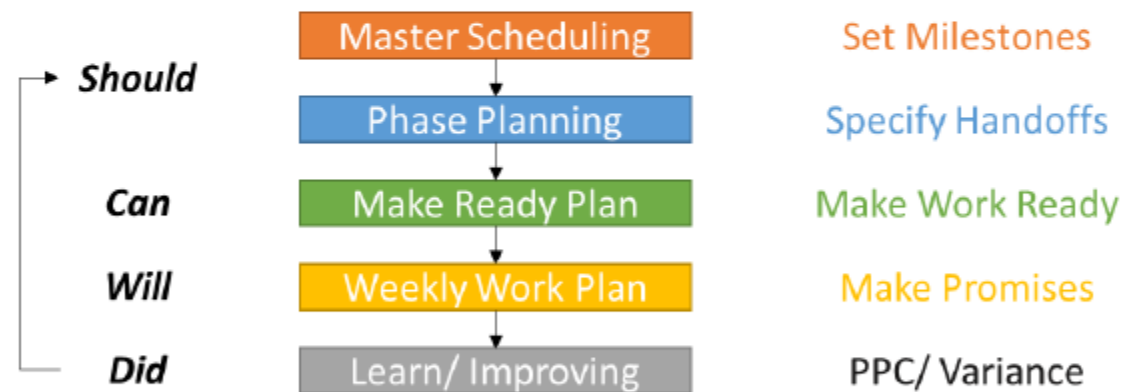 Master Scheduling
Set Milestones
Should
Phase Planning
Specify Handoffs
Can
Make Ready Plan
Make Work Ready
Will
Weekly Work Plan
Make Promises
Did
Learn/ Improving
PPC/ Variance